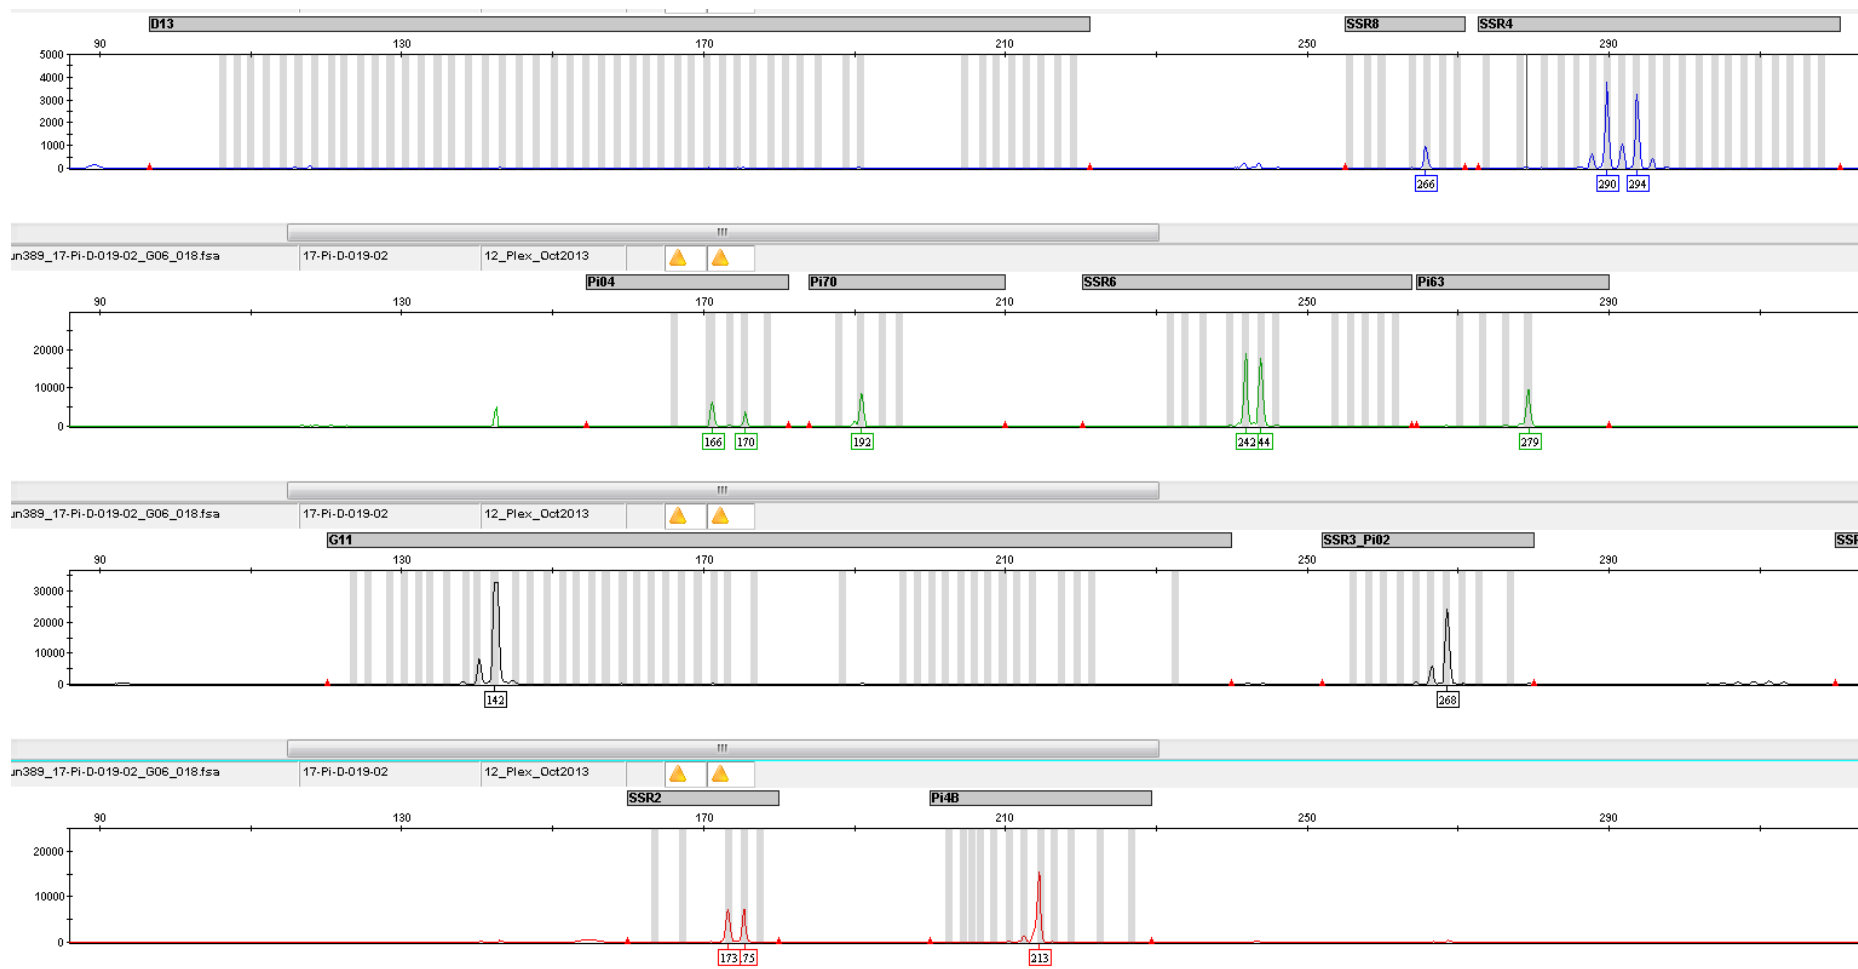 D13 SSR8 SSR4
90 130 170 210 250 290
5000
4000
3000
2000
1000
0
266 290 294
un389_17-Pi-D-019-02_G06_018.fsa 17-Pi-D-019-02 12_Plex_Oct2013
Pi04 Pi70 SSR6 Pi63
90 130 170 210 250 290
20000
10000
0
166 170 192 242 44 279
un389_17-Pi-D-019-02_G06_018.fsa 17-Pi-D-019-02 12_Plex_Oct2013
G11 SSR3_Pi02 SSR
90 130 170 210 250 290
30000
20000
10000
0
142 268
un389_17-Pi-D-019-02_G06_018.fsa 17-Pi-D-019-02 12_Plex_Oct2013
SSR2 Pi4B
90 130 170 210 250 290
20000
10000
0
173 75 213